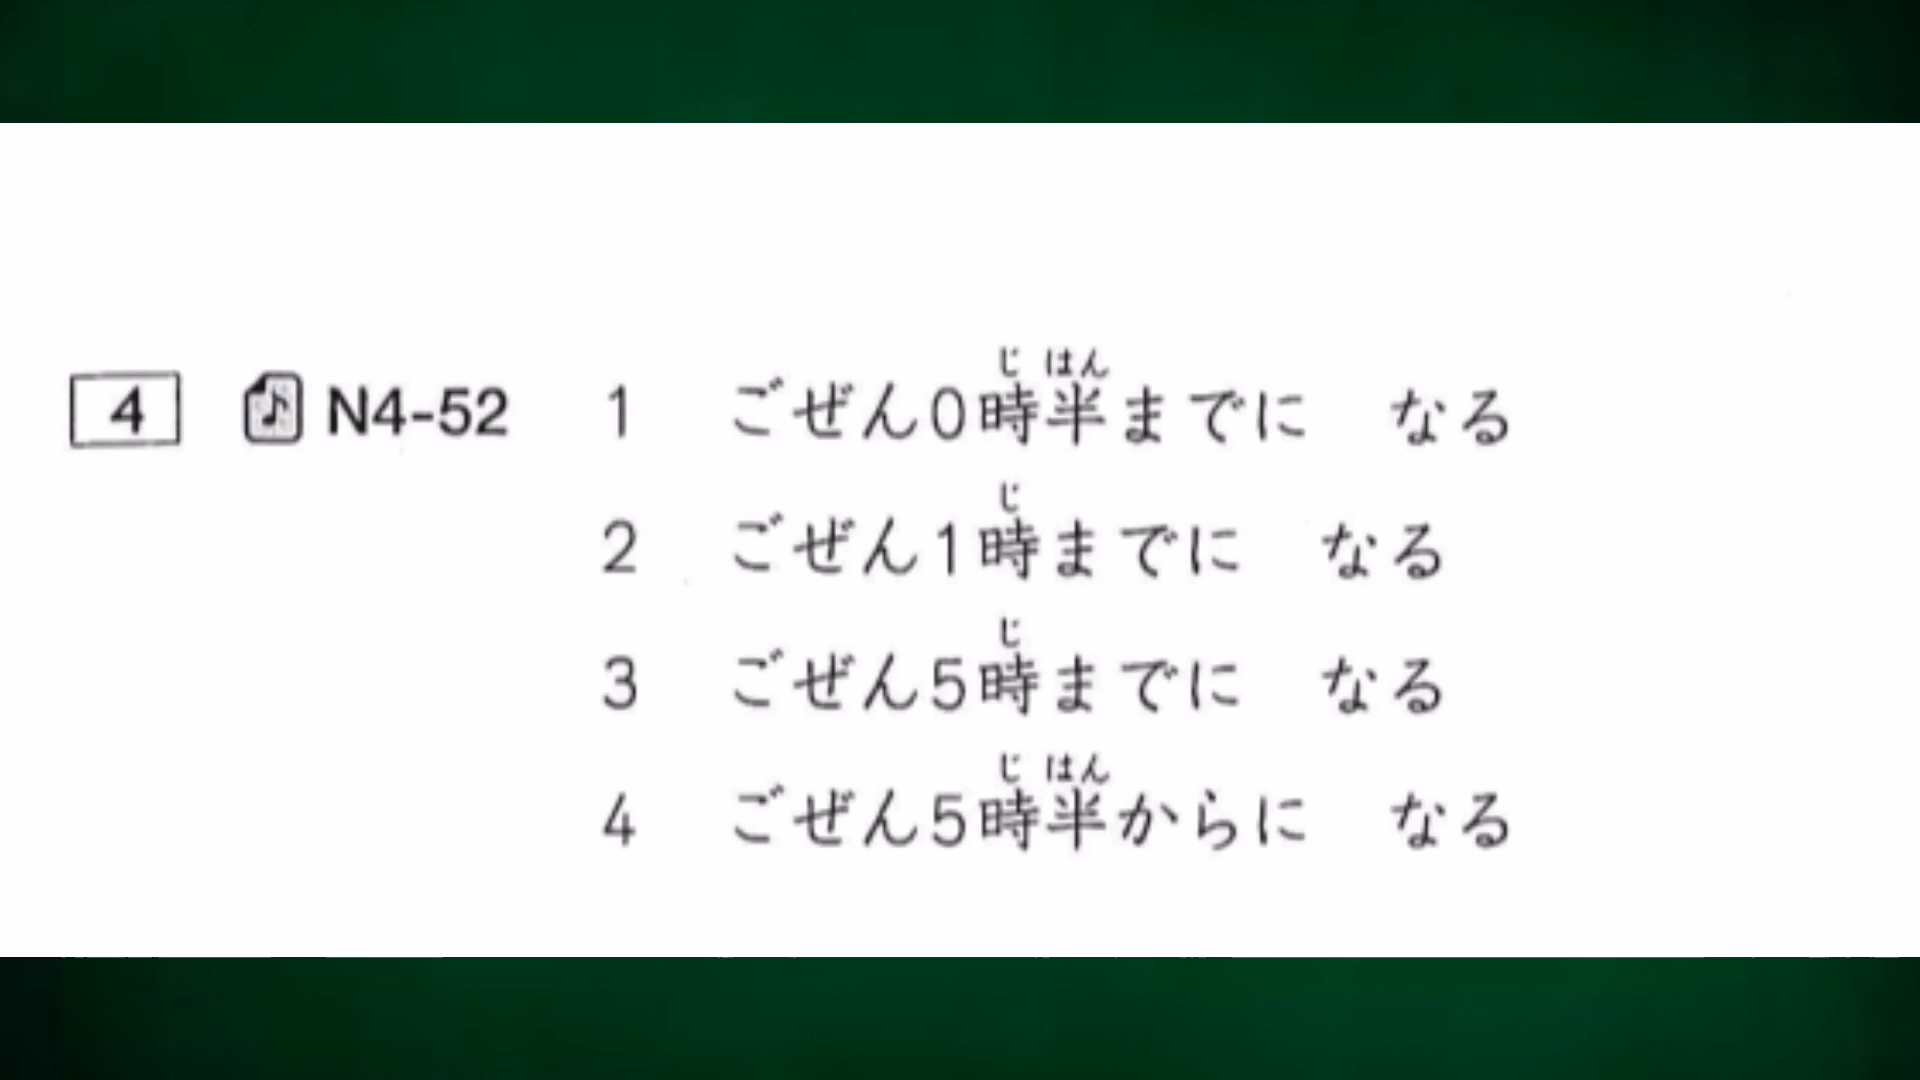 4 N4-52 1 ごぜん0時半までに なる
2 ごぜん1時までに なる
3 ごぜん5時までに なる
4 ごぜん5時半からに なる